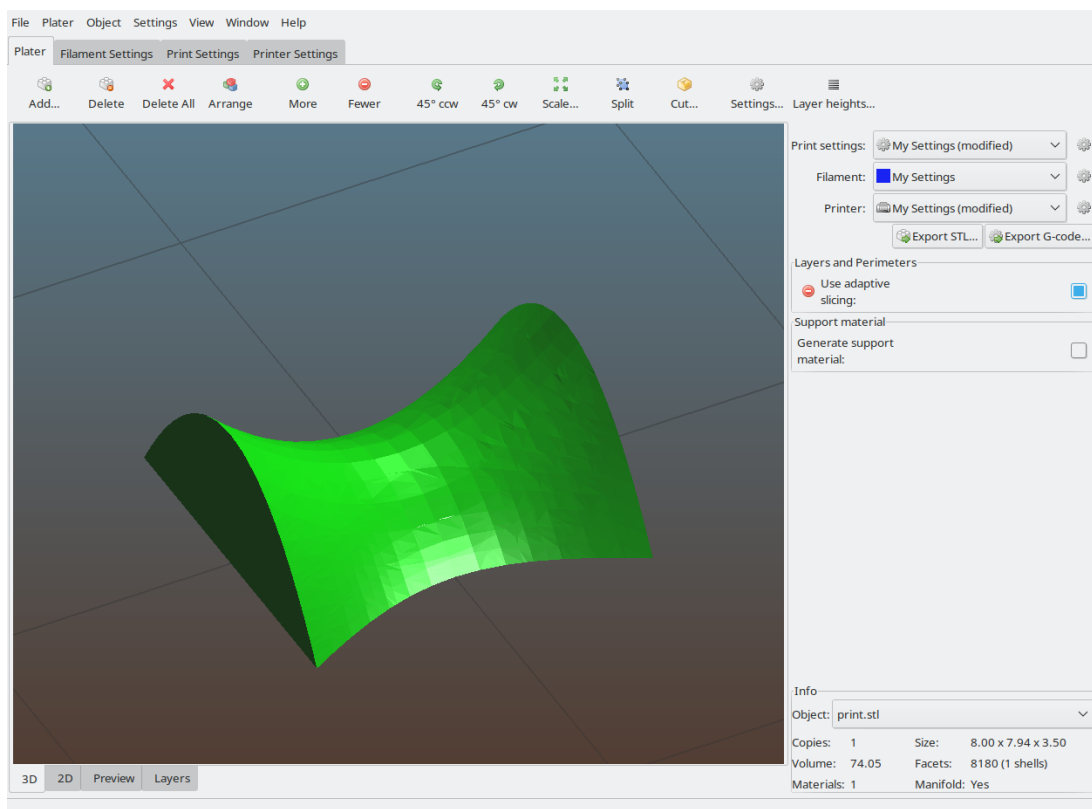 File Plater Object Settings View Window Help
Plater Filament Settings Print Settings Printer Settings
Add... Delete Delete All Arrange More Fewer 45° ccw 45° cw Scale... Split Cut... Settings... Layer heights...
Print settings: My Settings (modified)
Filament: My Settings
Printer: My Settings (modified)
Export STL... Export G-code...
Layers and Perimeters
Use adaptive
slicing:
Support material
Generate support
material:
Info
Object: print.stl
Copies: 1 Size: 8.00 x 7.94 x 3.50
Volume: 74.05 Facets: 8180 (1 shells)
Materials: 1 Manifold: Yes
3D 2D Preview Layers